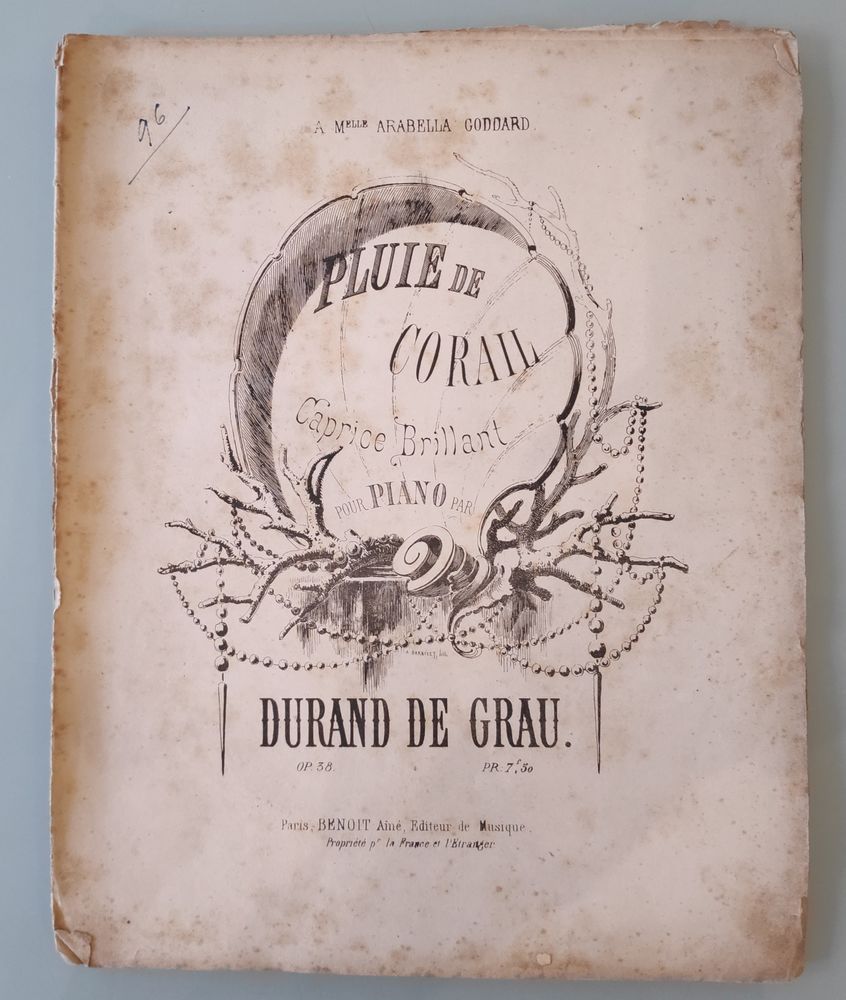 96
A Melle ARABELLA GODDARD.
PLUIE DE
CORAIL
Caprice Brillant
POUR PIANO PAR
DURAND DE GRAU.
OP. 38. PR. 7f, 50
Paris, BENOIT Aîné, Editeur de Musique.
Propriété pr la France et l'Etranger